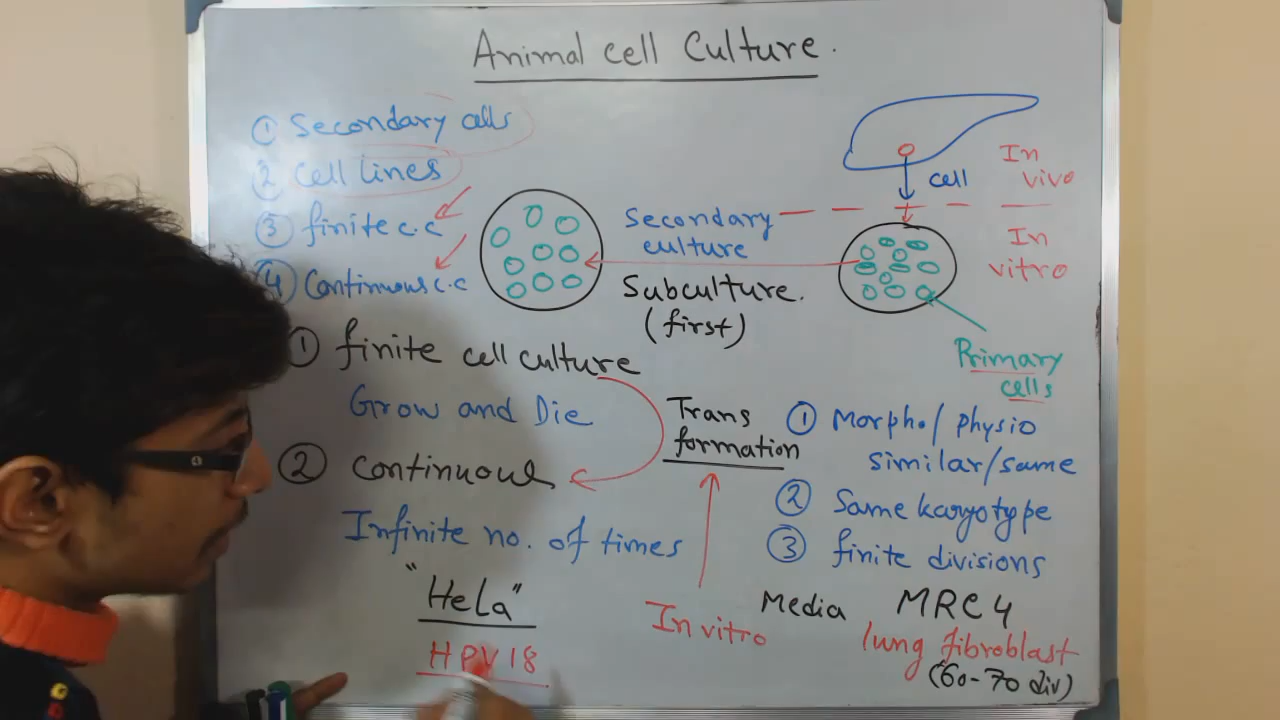 Animal cell Culture.
① Secondary cells
② Cell Lines
③ finite c.c
④ Continuous c.c
Secondary
culture
Subculture.
(first)
cell
In
vivo
In
vitro
Primary
cells
① finite cell culture
Grow and Die
② Continuous
Infinite no. of times
"HeLa"
HPV 18
Trans
formation
In vitro
① Morpho/physio
similar/same
② Same karyotype
③ finite divisions
Media MRC4
lung fibroblast
(60-70 div)